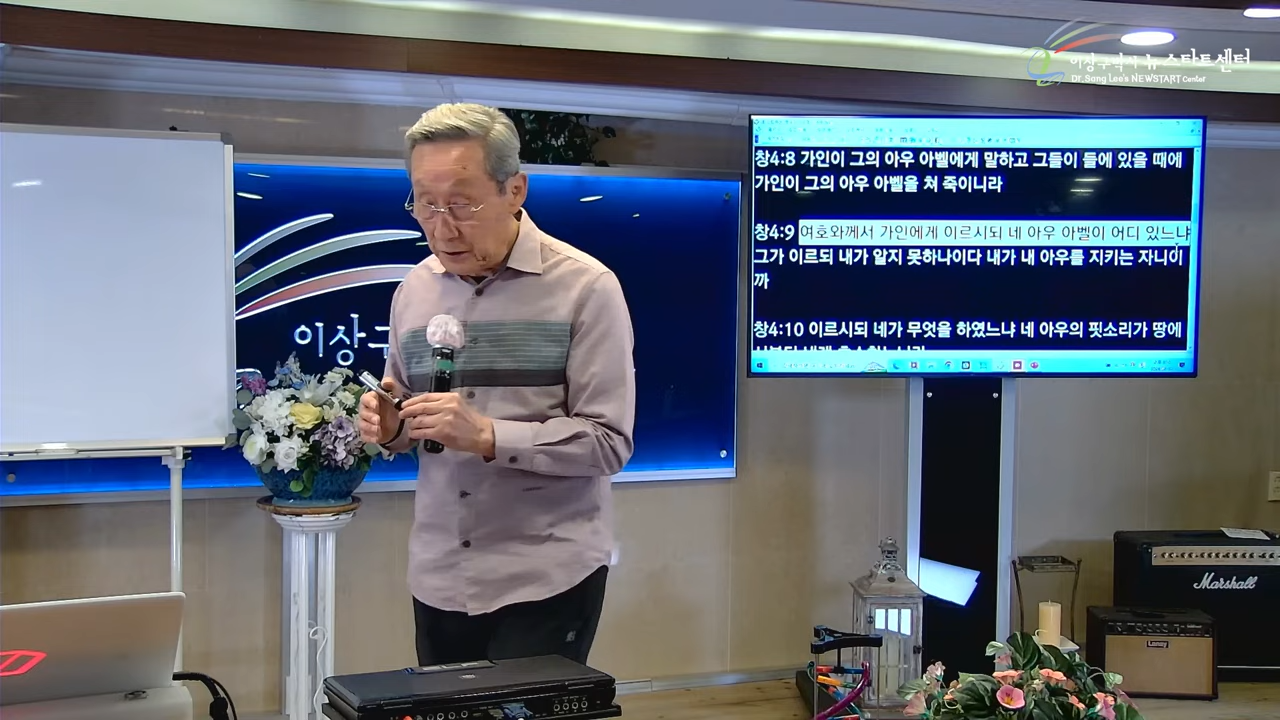 이상구박사 뉴스타트센터
Dr. Sang Lee's NEWSTART Center
창4:8 가인이 그의 아우 아벨에게 말하고 그들이 들에 있을 때에
가인이 그의 아우 아벨을 쳐 죽이니라
창4:9 여호와께서 가인에게 이르시되 네 아우 아벨이 어디 있느냐
그가 이르되 내가 알지 못하나이다 내가 내 아우를 지키는 자니이
까
창4:10 이르시되 네가 무엇을 하였느냐 네 아우의 핏소리가 땅에
이상구
Marshall
Laney